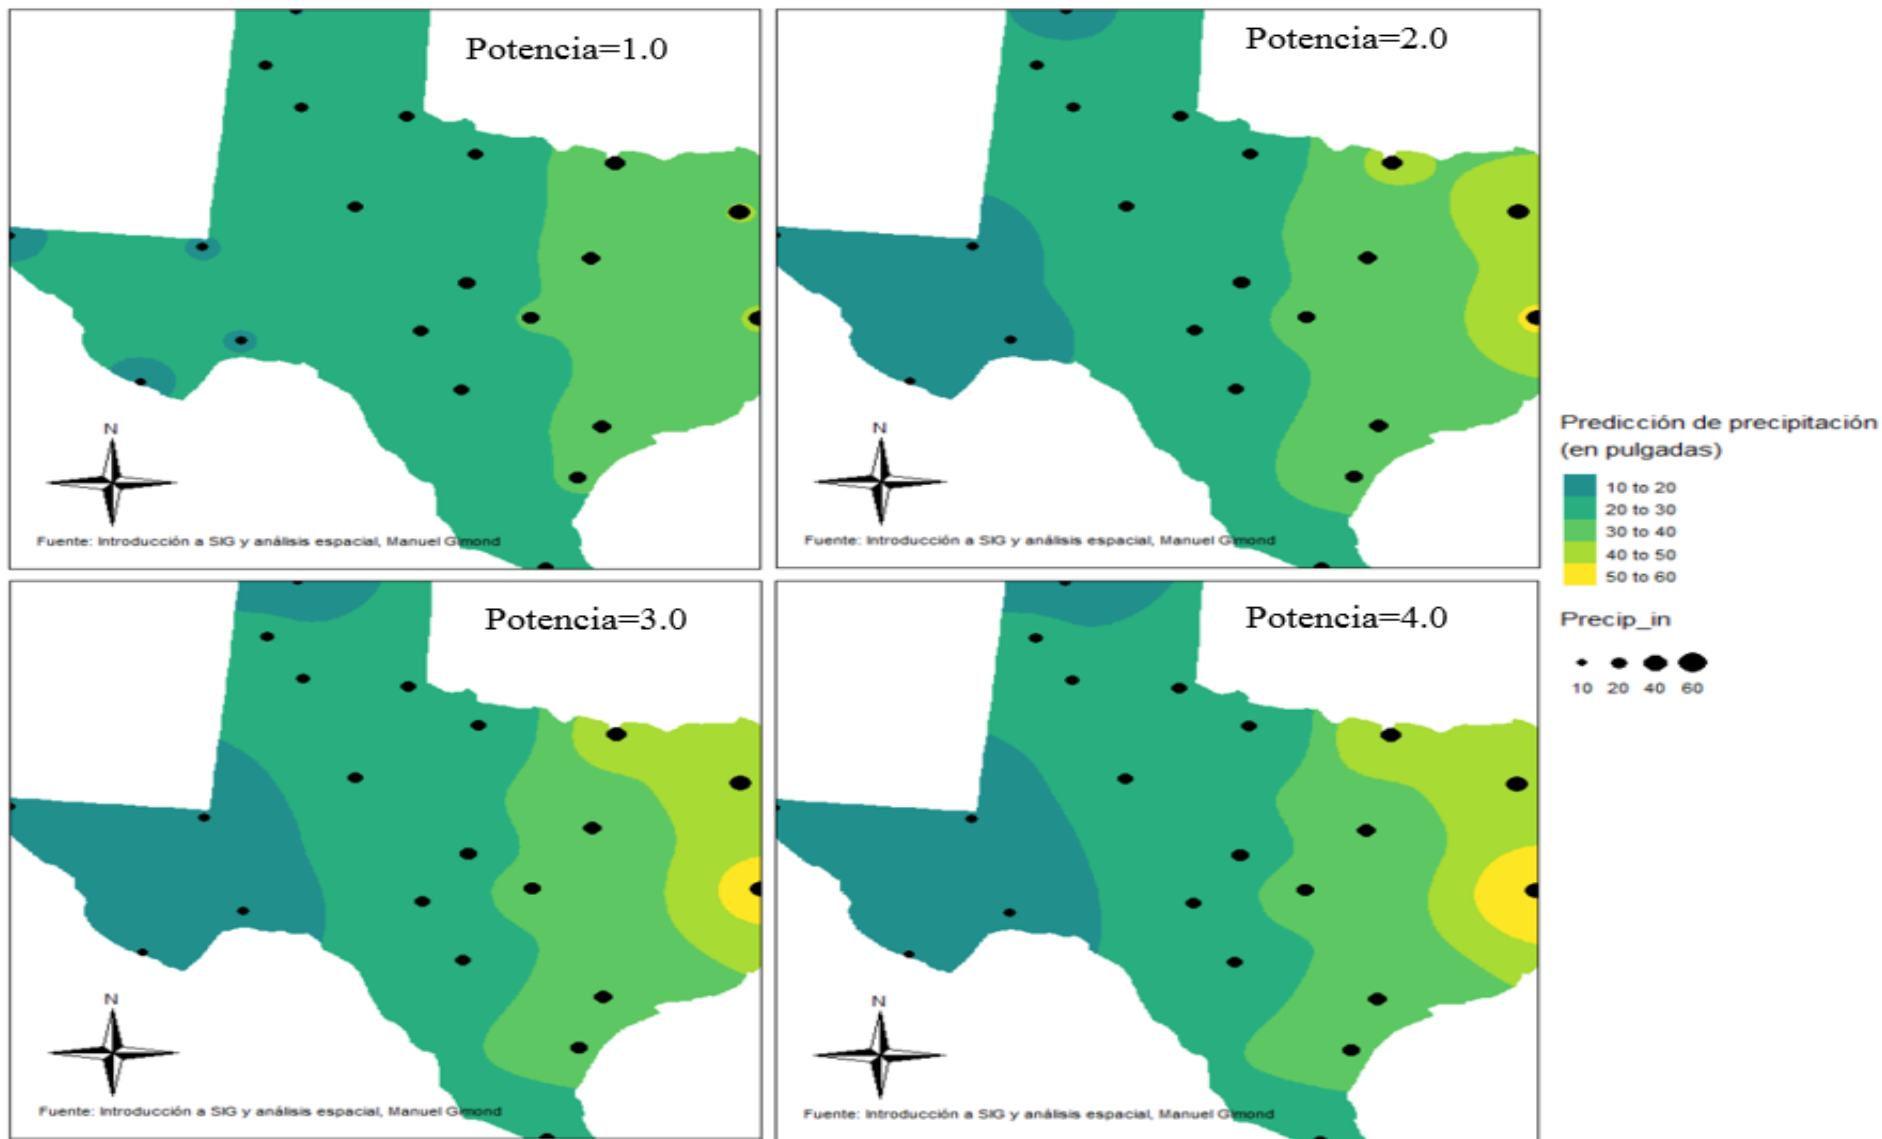 Potencia=1.0
N
Fuente: Introducción a SIG y análisis espacial, Manuel Gimond
Potencia=2.0
N
Fuente: Introducción a SIG y análisis espacial, Manuel Gimond
Potencia=3.0
N
Fuente: Introducción a SIG y análisis espacial, Manuel Gimond
Potencia=4.0
N
Fuente: Introducción a SIG y análisis espacial, Manuel Gimond
Predicción de precipitación
(en pulgadas)
10 to 20
20 to 30
30 to 40
40 to 50
50 to 60
Precip_in
10 20 40 60